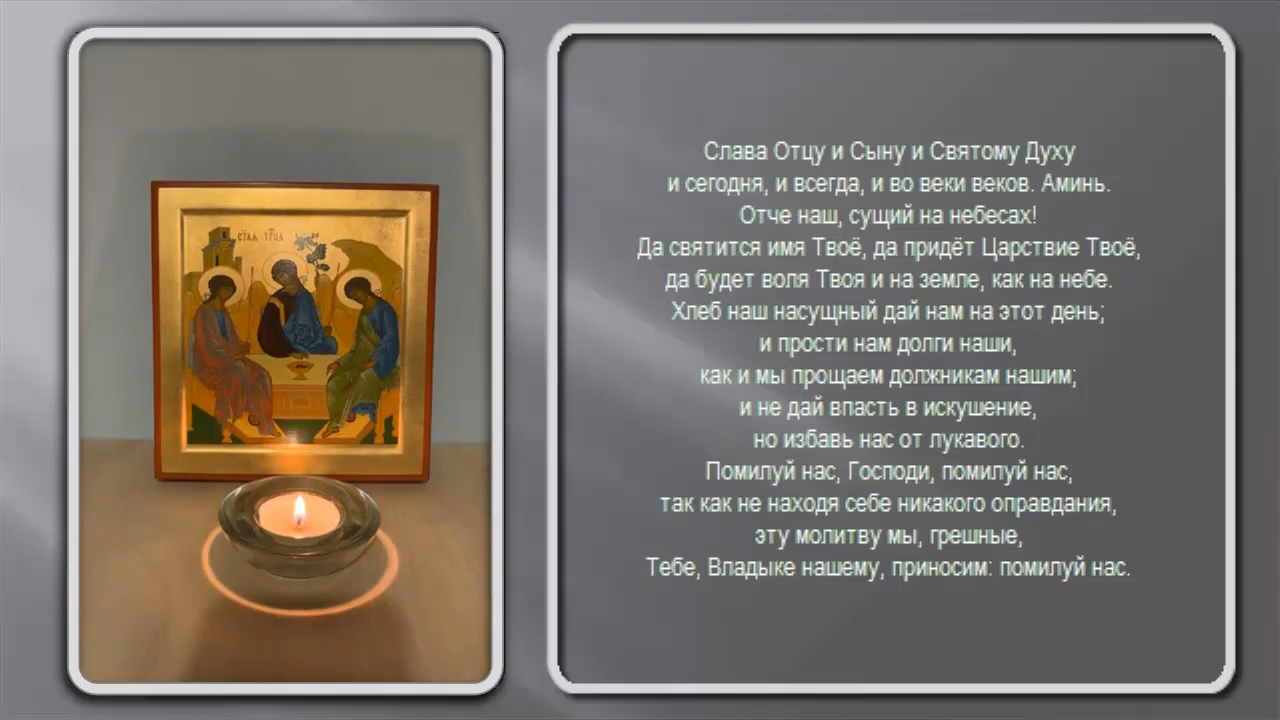 СТАѦ ТРЦА
Слава Отцу и Сыну и Святому Духу
и сегодня, и всегда, и во веки веков. Аминь.
Отче наш, сущий на небесах!
Да святится имя Твоё, да придёт Царствие Твоё,
да будет воля Твоя и на земле, как на небе.
Хлеб наш насущный дай нам на этот день;
и прости нам долги наши,
как и мы прощаем должникам нашим;
и не дай впасть в искушение,
но избавь нас от лукавого.
Помилуй нас, Господи, помилуй нас,
так как не находя себе никакого оправдания,
эту молитву мы, грешные,
Тебе, Владыке нашему, приносим: помилуй нас.